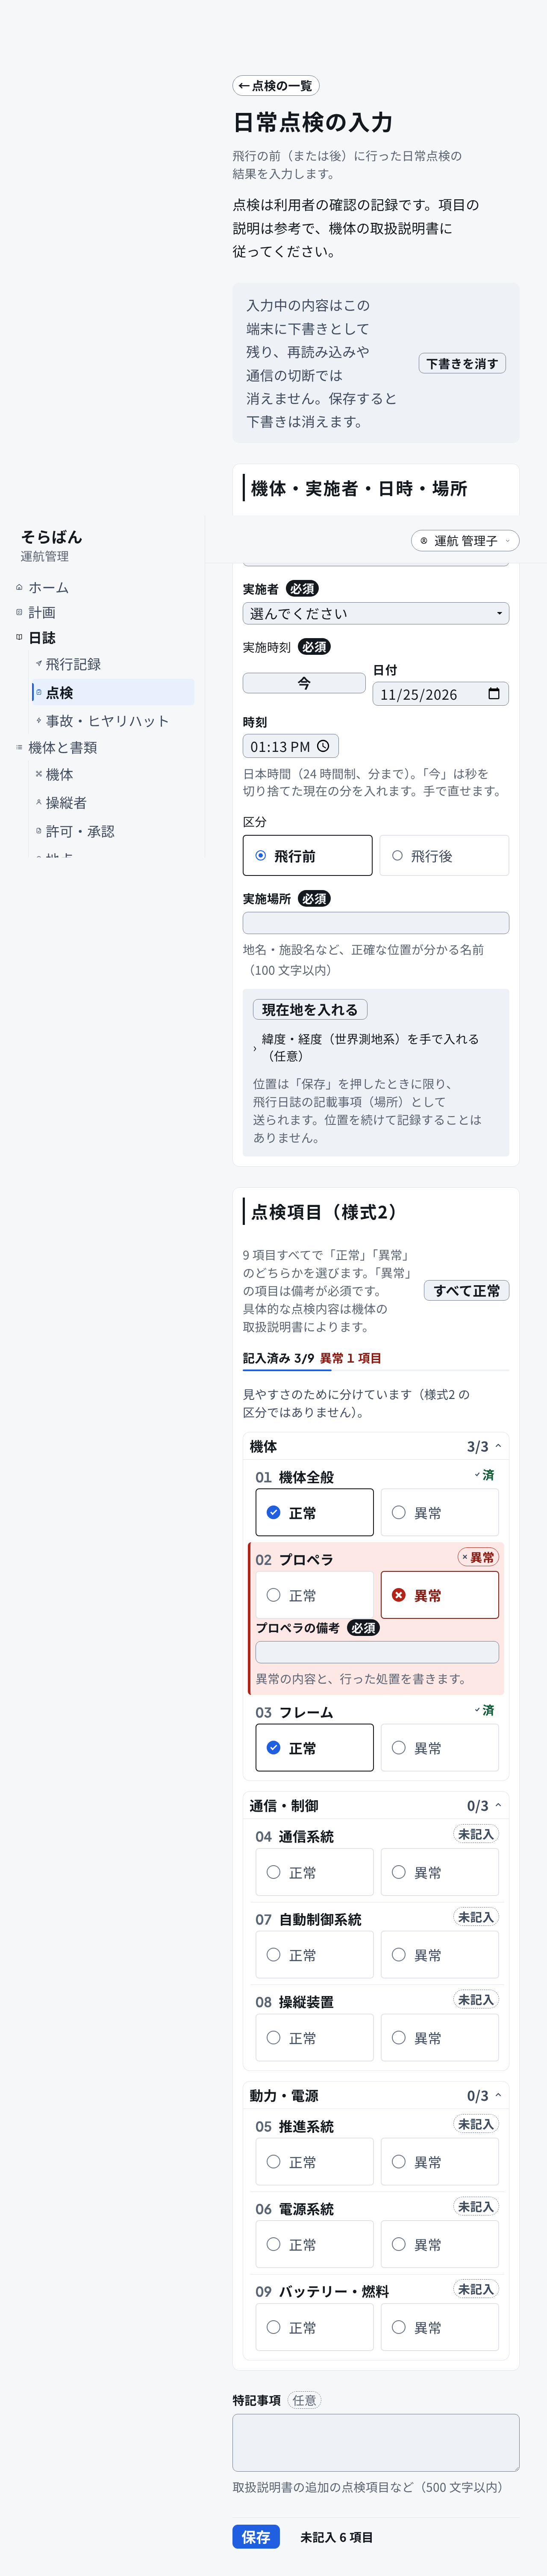 ← 点検の一覧
日常点検の入力
飛行の前（または後）に行った日常点検の
結果を入力します。
点検は利用者の確認の記録です。項目の
説明は参考で、機体の取扱説明書に
従ってください。
入力中の内容はこの
端末に下書きとして
残り、再読み込みや
通信の切断では
消えません。保存すると
下書きは消えます。
下書きを消す
機体・実施者・日時・場所
そらばん
運航管理
運航 管理子
ホーム
計画
日誌
飛行記録
点検
事故・ヒヤリハット
機体と書類
機体
操縦者
許可・承認
実施者 必須
選んでください
実施時刻 必須
今
日付
11/25/2026
時刻
01:13 PM
日本時間（24 時間制、分まで）。「今」は秒を
切り捨てた現在の分を入れます。手で直せます。
区分
飛行前
飛行後
実施場所 必須
地名・施設名など、正確な位置が分かる名前
（100 文字以内）
現在地を入れる
緯度・経度（世界測地系）を手で入れる
（任意）
位置は「保存」を押したときに限り、
飛行日誌の記載事項（場所）として
送られます。位置を続けて記録することは
ありません。
点検項目（様式2）
9 項目すべてで「正常」「異常」
のどちらかを選びます。「異常」
の項目は備考が必須です。
具体的な点検内容は機体の
取扱説明書によります。
すべて正常
記入済み 3/9 異常 1 項目
見やすさのために分けています（様式2 の
区分ではありません）。
機体 3/3
01 機体全般 済
正常 異常
02 プロペラ × 異常
正常 異常
プロペラの備考 必須
異常の内容と、行った処置を書きます。
03 フレーム 済
正常 異常
通信・制御 0/3
04 通信系統 未記入
正常 異常
07 自動制御系統 未記入
正常 異常
08 操縦装置 未記入
正常 異常
動力・電源 0/3
05 推進系統 未記入
正常 異常
06 電源系統 未記入
正常 異常
09 バッテリー・燃料 未記入
正常 異常
特記事項 任意
取扱説明書の追加の点検項目など（500 文字以内）
保存
未記入 6 項目